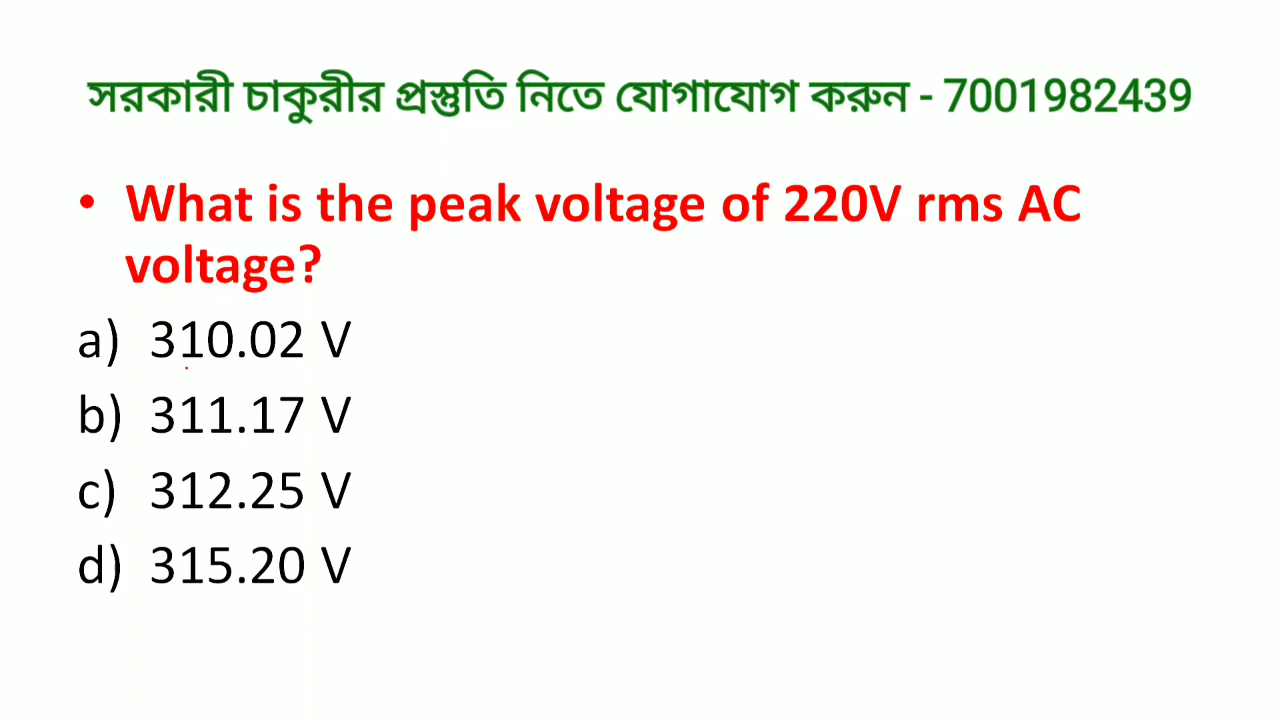 সরকারী চাকুরীর প্রস্তুতি নিতে যোগাযোগ করুন - 7001982439
• What is the peak voltage of 220V rms AC
voltage?
a) 310.02 V
b) 311.17 V
c) 312.25 V
d) 315.20 V